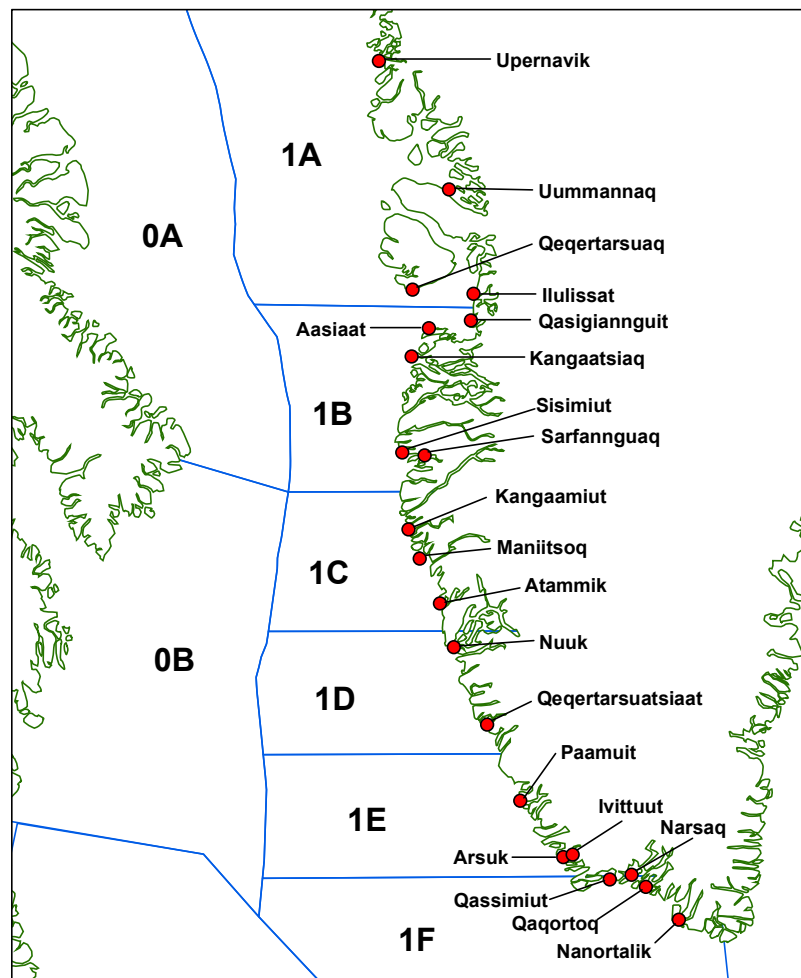 Upernavik
1A
Uummannaq
0A
Qeqertarsuaq
Ilulissat
Qasigiannguit
Aasiaat
Kangaatsiaq
Sisimiut
1B
Sarfannguaq
Kangaamiut
Maniitsoq
1C
Atammik
Nuuk
0B
1D
Qeqertarsuatsiaat
Paamuit
Ivittuut
1E
Narsaq
Arsuk
Qassimiut
Qaqortoq
1F
Nanortalik